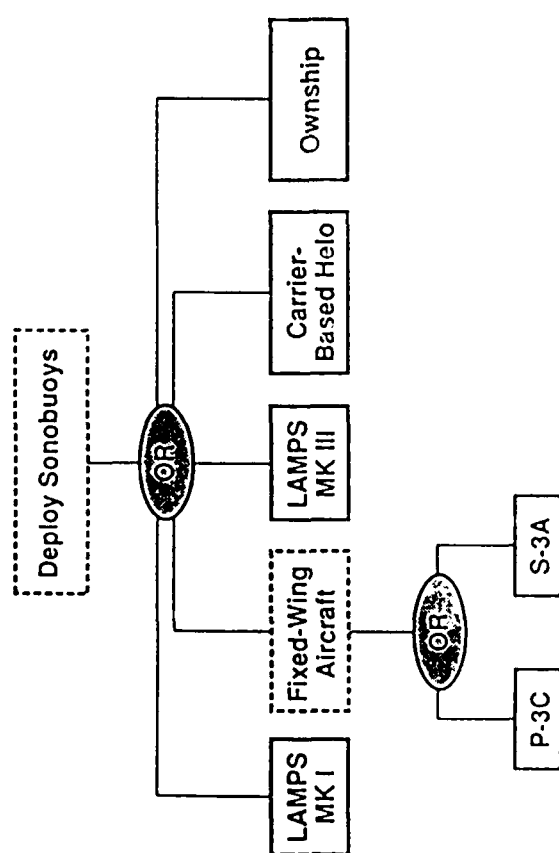 Deploy Sonobuoys
OR
LAMPS
MK I
Fixed-Wing
Aircraft
LAMPS
MK III
Carrier-
Based Helo
Ownship
OR
P-3C
S-3A